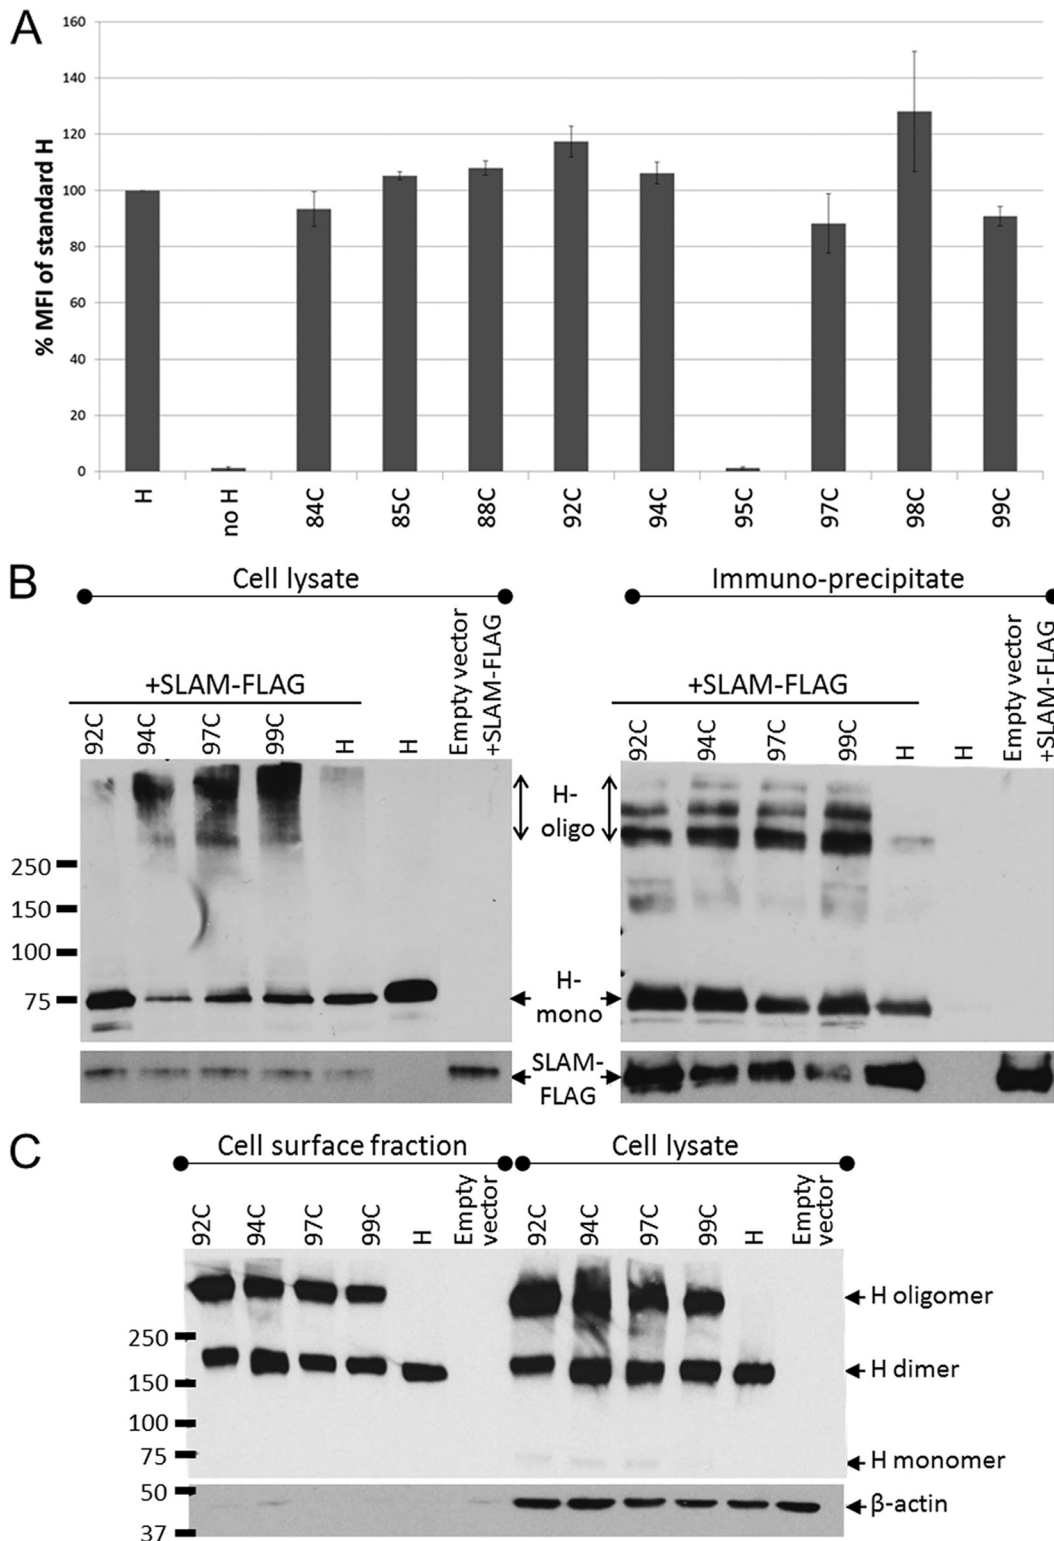 A
% MFI of standard H
160
140
120
100
80
60
40
20
0
H
no H
84C
85C
88C
92C
94C
95C
97C
98C
99C
B
Cell lysate
Immuno-precipitate
+SLAM-FLAG
92C
94C
97C
99C
H
H
Empty vector
+SLAM-FLAG
+SLAM-FLAG
92C
94C
97C
99C
H
H
Empty vector
+SLAM-FLAG
H-
oligo
250
150
100
75
H-
mono
SLAM-
FLAG
C
Cell surface fraction
Cell lysate
92C
94C
97C
99C
H
Empty
vector
92C
94C
97C
99C
H
Empty
vector
250
150
100
75
50
37
H oligomer
H dimer
H monomer
β-actin